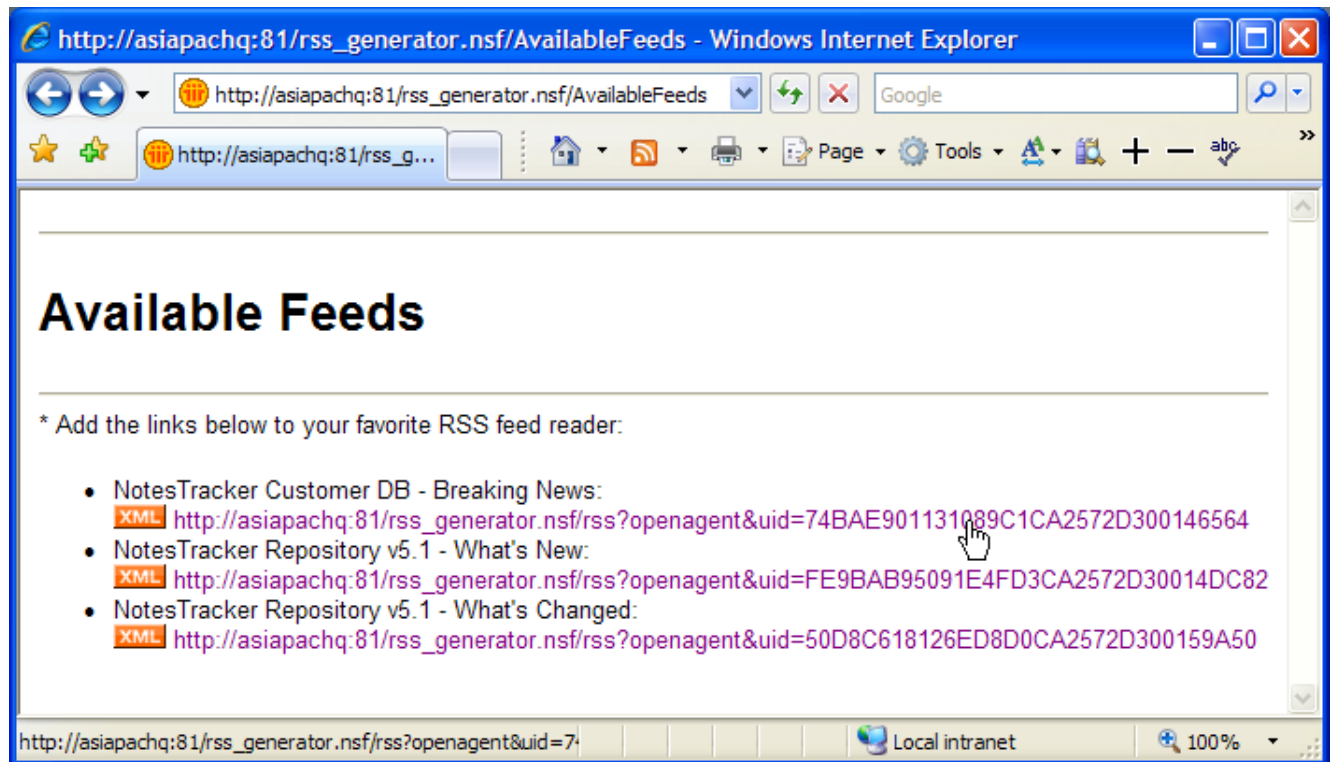 http://asiapachq:81/rss_generator.nsf/AvailableFeeds - Windows Internet Explorer
http://asiapachq:81/rss_generator.nsf/AvailableFeeds Google
http://asiapachq:81/rss_g... Page Tools abc »
Available Feeds
* Add the links below to your favorite RSS feed reader:
• NotesTracker Customer DB - Breaking News:
XML http://asiapachq:81/rss_generator.nsf/rss?openagent&uid=74BAE901131089C1CA2572D300146564
• NotesTracker Repository v5.1 - What's New:
XML http://asiapachq:81/rss_generator.nsf/rss?openagent&uid=FE9BAB95091E4FD3CA2572D30014DC82
• NotesTracker Repository v5.1 - What's Changed:
XML http://asiapachq:81/rss_generator.nsf/rss?openagent&uid=50D8C618126ED8D0CA2572D300159A50
http://asiapachq:81/rss_generator.nsf/rss?openagent&uid=7 Local intranet 100%